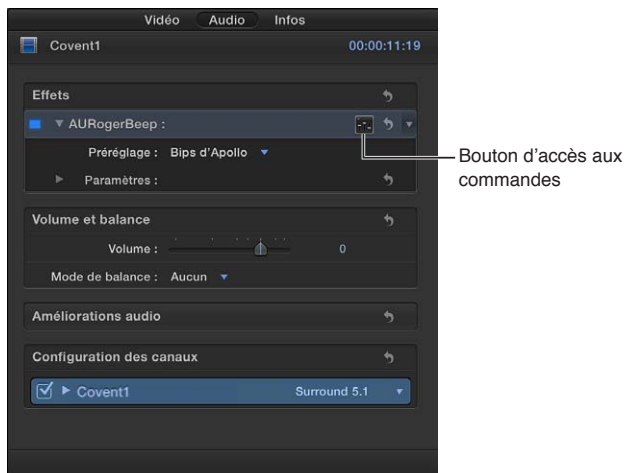 Vidéo Audio Infos
Covent1 00:00:11:19
Effets
AURogerBeep :
Préréglage : Bips d'Apollo
Paramètres :
Bouton d'accès aux
commandes
Volume et balance
Volume : 0
Mode de balance : Aucun
Améliorations audio
Configuration des canaux
Covent1 Surround 5.1